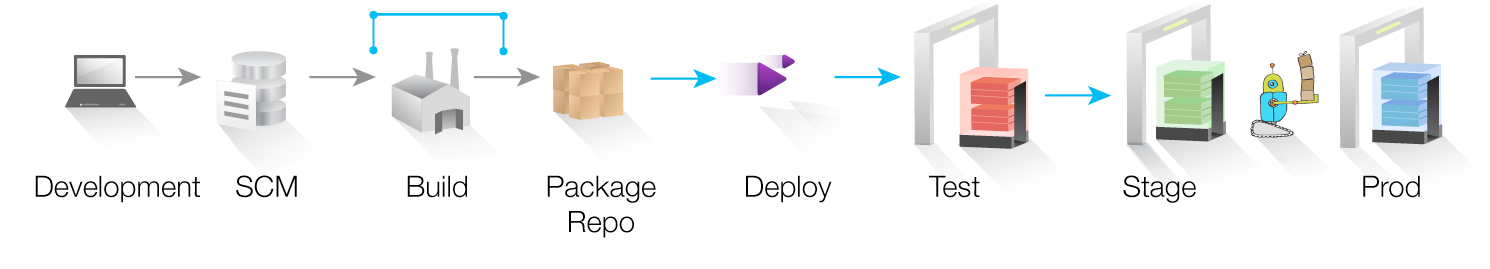 Development
SCM
Build
Package
Repo
Deploy
Test
Stage
Prod